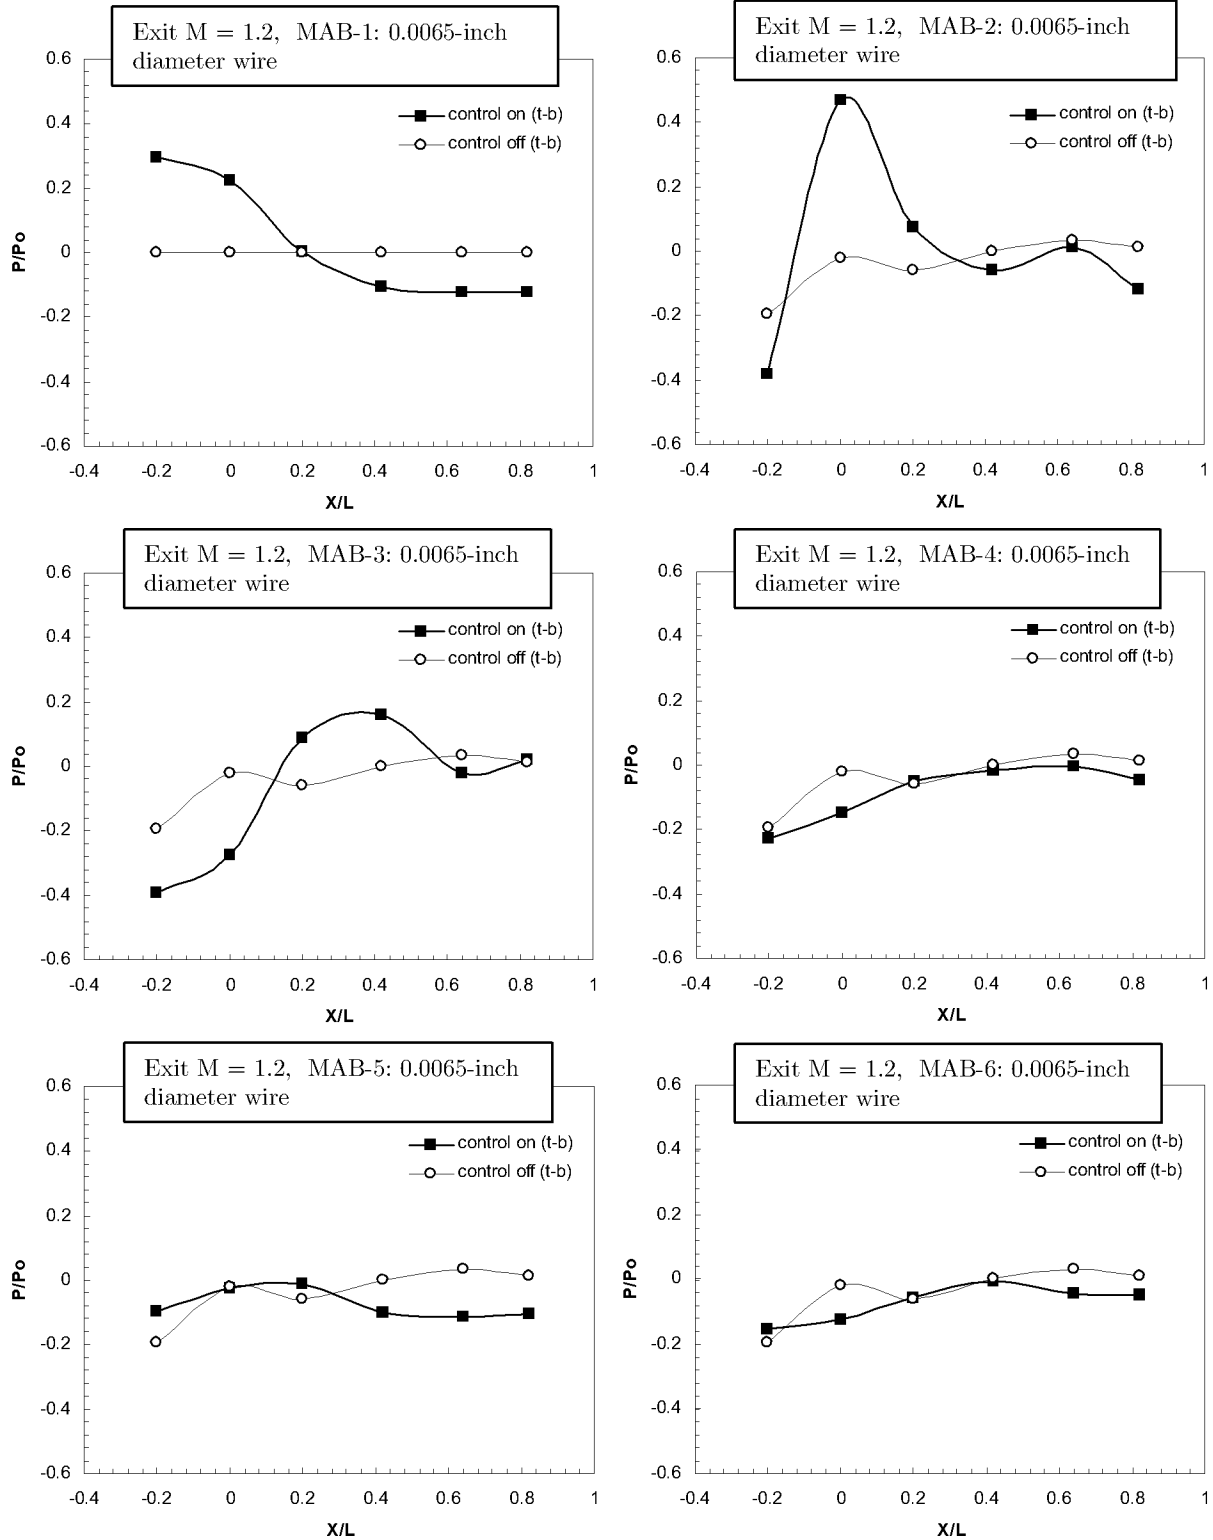 Exit M = 1.2, MAB-1: 0.0065-inch
diameter wire
control on (t-b)
control off (t-b)
0.6
0.4
0.2
0
-0.2
-0.4
-0.6
P/Po
-0.4 -0.2 0 0.2 0.4 0.6 0.8 1
X/L
Exit M = 1.2, MAB-2: 0.0065-inch
diameter wire
control on (t-b)
control off (t-b)
0.6
0.4
0.2
0
-0.2
-0.4
-0.6
P/Po
-0.4 -0.2 0 0.2 0.4 0.6 0.8 1
X/L
Exit M = 1.2, MAB-3: 0.0065-inch
diameter wire
control on (t-b)
control off (t-b)
0.6
0.4
0.2
0
-0.2
-0.4
-0.6
P/Po
-0.4 -0.2 0 0.2 0.4 0.6 0.8 1
X/L
Exit M = 1.2, MAB-4: 0.0065-inch
diameter wire
control on (t-b)
control off (t-b)
0.6
0.4
0.2
0
-0.2
-0.4
-0.6
P/Po
-0.4 -0.2 0 0.2 0.4 0.6 0.8 1
X/L
Exit M = 1.2, MAB-5: 0.0065-inch
diameter wire
control on (t-b)
control off (t-b)
0.6
0.4
0.2
0
-0.2
-0.4
-0.6
P/Po
-0.4 -0.2 0 0.2 0.4 0.6 0.8 1
X/L
Exit M = 1.2, MAB-6: 0.0065-inch
diameter wire
control on (t-b)
control off (t-b)
0.6
0.4
0.2
0
-0.2
-0.4
-0.6
P/Po
-0.4 -0.2 0 0.2 0.4 0.6 0.8 1
X/L